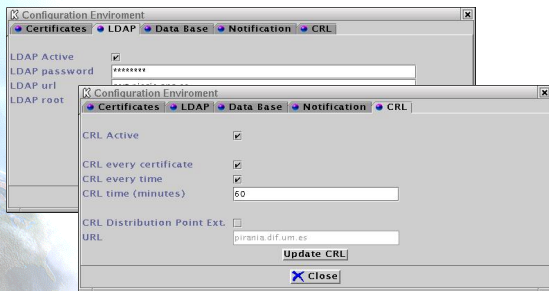 Configuration Enviroment
Certificates LDAP Data Base Notification CRL
LDAP Active
LDAP password ********
LDAP url
LDAP root
Configuration Enviroment
Certificates LDAP Data Base Notification CRL
CRL Active
CRL every certificate
CRL every time
CRL time (minutes) 60
CRL Distribution Point Ext.
URL pirania.dif.um.es
Update CRL
Close